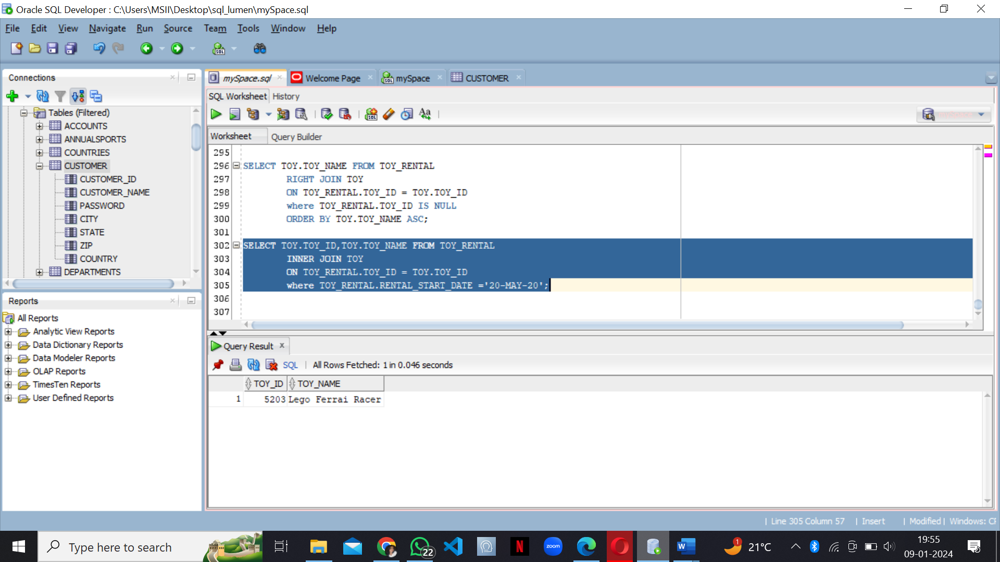 Oracle SQL Developer : C:\Users\MSII\Desktop\sql_lumen\mySpace.sql
File Edit View Navigate Run Source Team Tools Window Help
Connections
Tables (Filtered)
ACCOUNTS
ANNUALSPORTS
COUNTRIES
CUSTOMER
CUSTOMER_ID
CUSTOMER_NAME
PASSWORD
CITY
STATE
ZIP
COUNTRY
DEPARTMENTS
Reports
All Reports
Analytic View Reports
Data Dictionary Reports
Data Modeler Reports
OLAP Reports
TimesTen Reports
User Defined Reports
mySpace.sql Welcome Page mySpace CUSTOMER
SQL Worksheet History
Worksheet Query Builder
295
296 SELECT TOY.TOY_NAME FROM TOY_RENTAL
297 RIGHT JOIN TOY
298 ON TOY_RENTAL.TOY_ID = TOY.TOY_ID
299 where TOY_RENTAL.TOY_ID IS NULL
300 ORDER BY TOY.TOY_NAME ASC;
301
302 SELECT TOY.TOY_ID,TOY.TOY_NAME FROM TOY_RENTAL
303 INNER JOIN TOY
304 ON TOY_RENTAL.TOY_ID = TOY.TOY_ID
305 where TOY_RENTAL.RENTAL_START_DATE ='20-MAY-20';
306
307
Query Result
SQL | All Rows Fetched: 1 in 0.046 seconds
TOY_ID TOY_NAME
1 5203 Lego Ferrai Racer
| Line 305 Column 57 | Insert | Modified | Windows:
Type here to search
22
zoom
1
21°C
19:55
09-01-2024